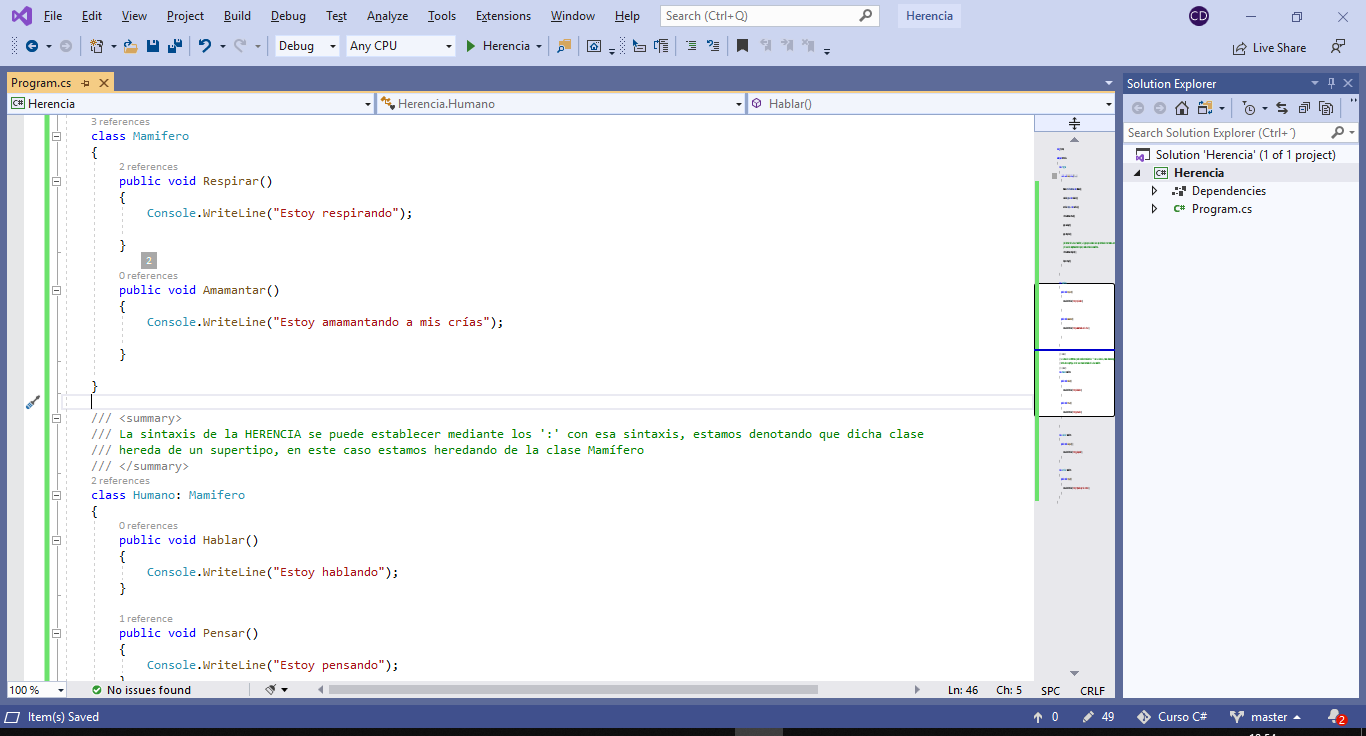 File Edit View Project Build Debug Test Analyze Tools Extensions Window Help Search (Ctrl+Q) Herencia CD
Debug Any CPU Herencia Live Share
Program.cs
C# Herencia Herencia.Humano Hablar()
3 references
class Mamifero
{
2 references
public void Respirar()
{
Console.WriteLine("Estoy respirando");
}
2
0 references
public void Amamantar()
{
Console.WriteLine("Estoy amamantando a mis crías");
}
}
/// <summary>
/// La sintaxis de la HERENCIA se puede establecer mediante los ':' con esa sintaxis, estamos denotando que dicha clase
/// hereda de un supertipo, en este caso estamos heredando de la clase Mamífero
/// </summary>
2 references
class Humano: Mamifero
{
0 references
public void Hablar()
{
Console.WriteLine("Estoy hablando");
}
1 reference
public void Pensar()
{
Console.WriteLine("Estoy pensando");
}
100 % No issues found Ln: 46 Ch: 5 SPC CRLF
Solution Explorer
Search Solution Explorer (Ctrl+´)
Solution 'Herencia' (1 of 1 project)
C# Herencia
Dependencies
C# Program.cs
Item(s) Saved 0 49 Curso C# master 2